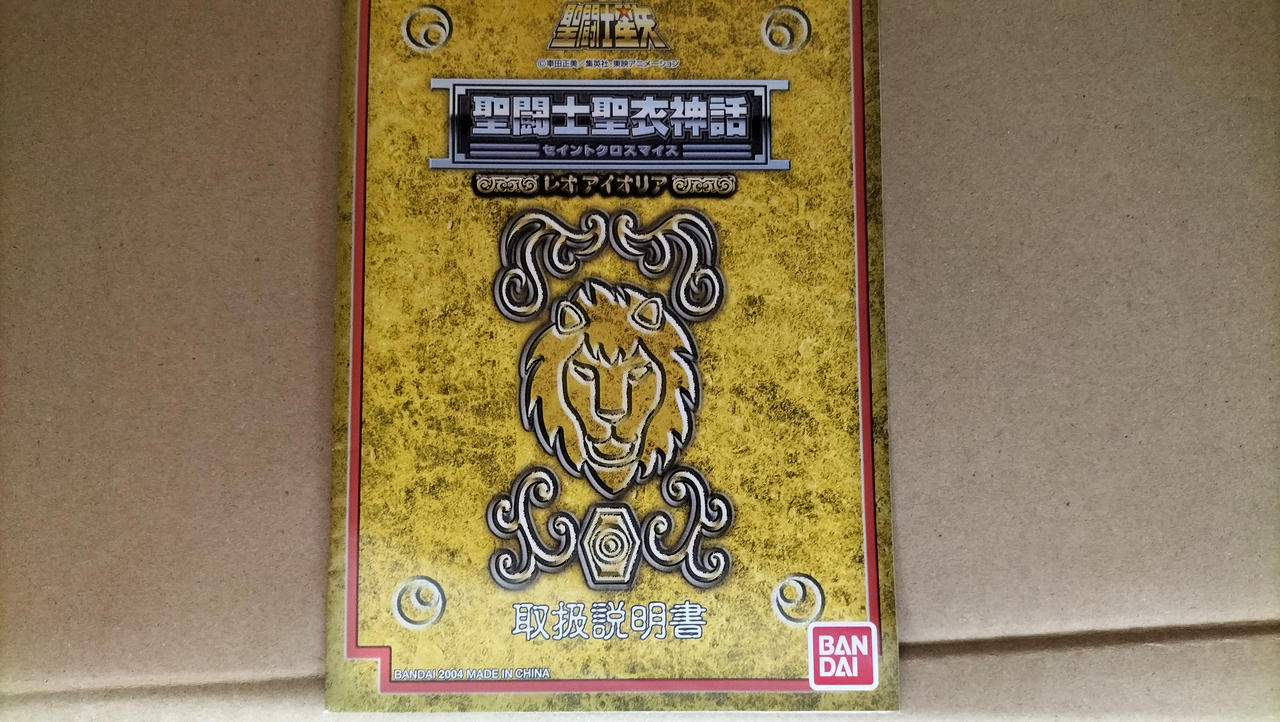 聖闘士星矢
©車田正美/集英社・東映アニメーション
聖闘士聖衣神話
セイントクロスマイス
レオアイオリア
取扱説明書
BAN
DAI
BANDAI 2004 MADE IN CHINA